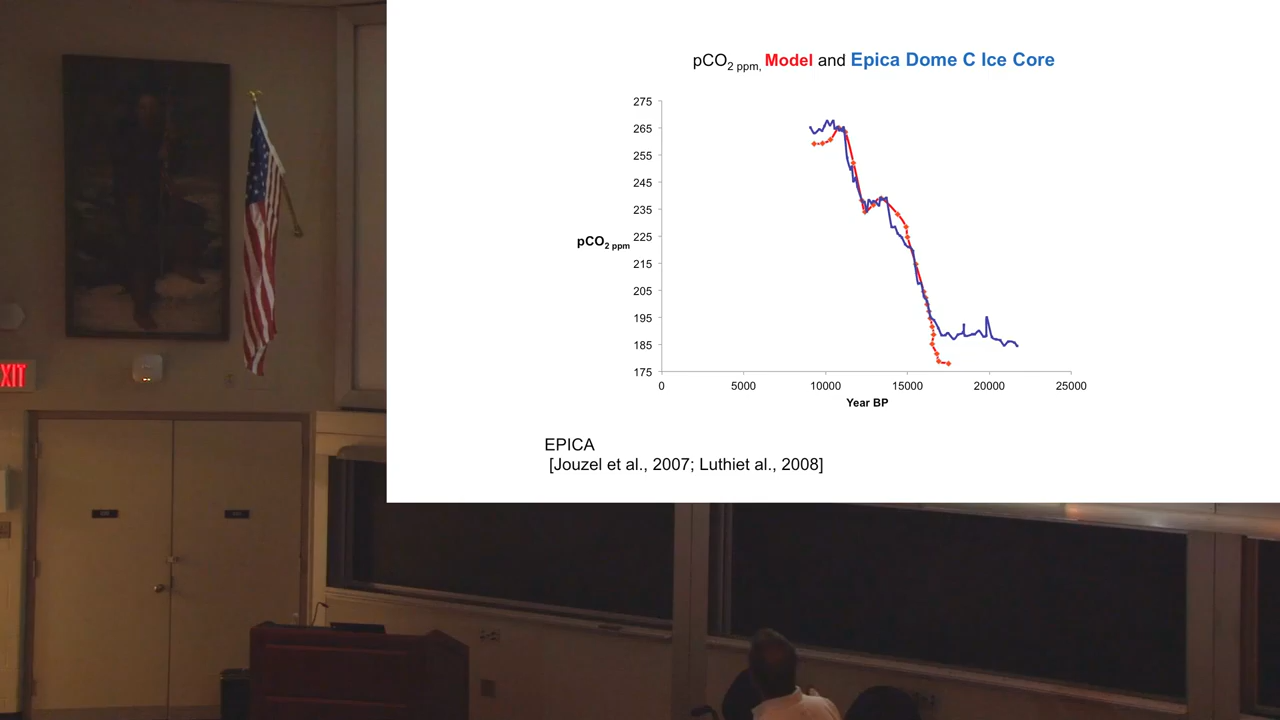 pCO2 ppm, Model and Epica Dome C Ice Core
275
265
255
245
235
225
215
205
195
185
175
pCO2 ppm
0 5000 10000 15000 20000 25000
Year BP
EPICA
[Jouzel et al., 2007; Luthiet al., 2008]
EXIT